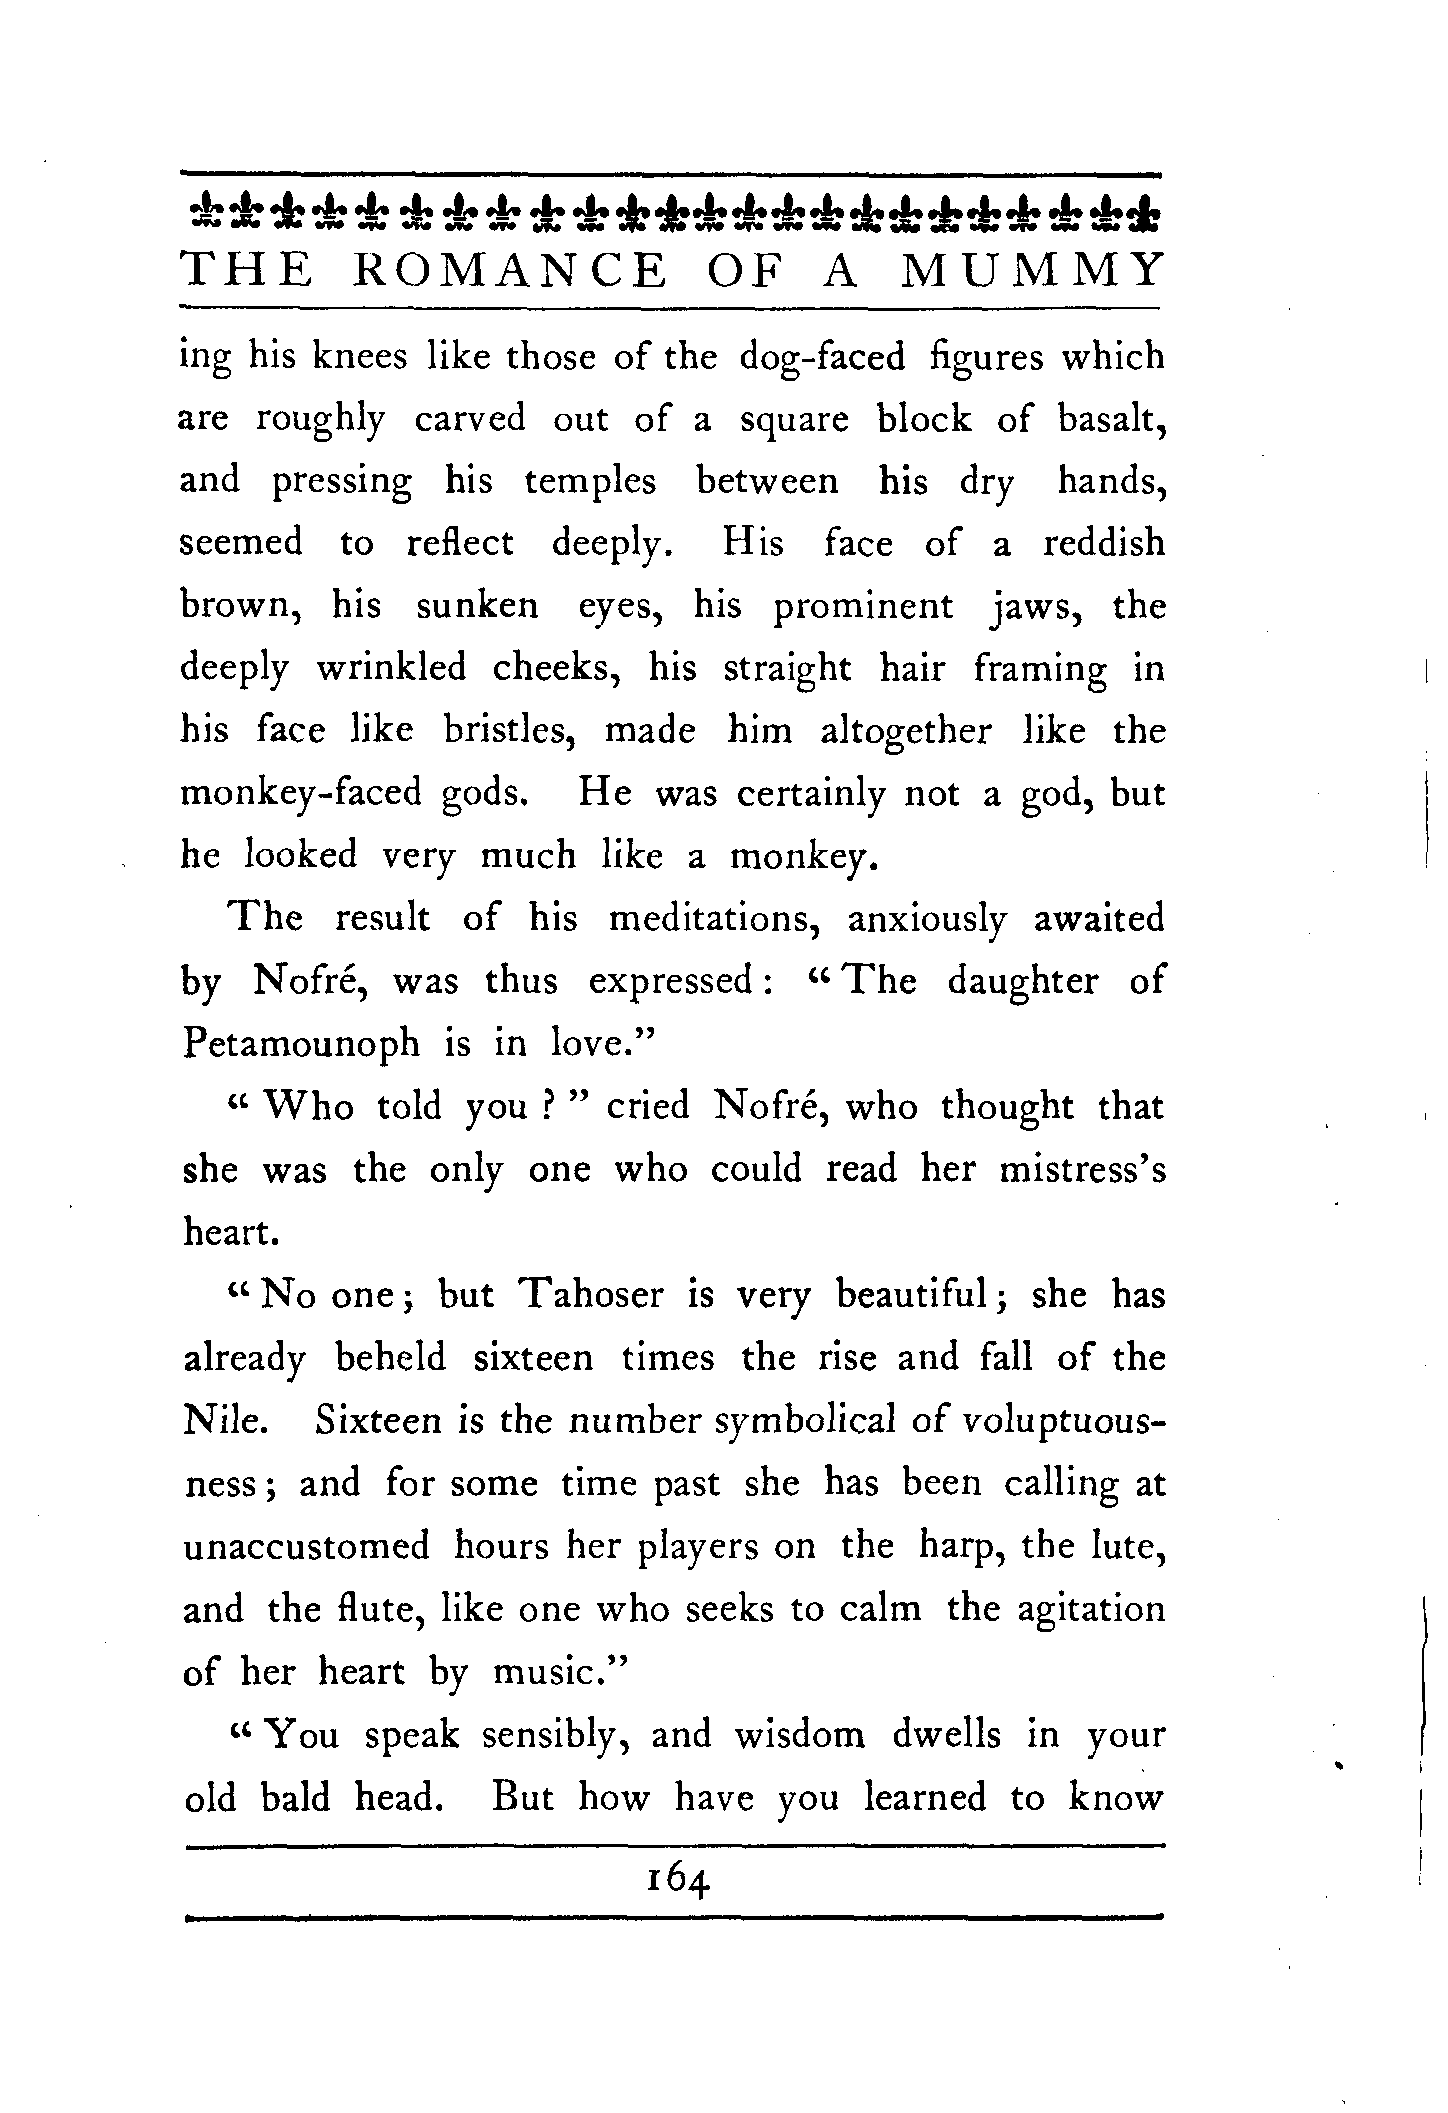 THE ROMANCE OF A MUMMY
ing his knees like those of the dog-faced figures which
are roughly carved out of a square block of basalt,
and pressing his temples between his dry hands,
seemed to reflect deeply. His face of a reddish
brown, his sunken eyes, his prominent jaws, the
deeply wrinkled cheeks, his straight hair framing in
his face like bristles, made him altogether like the
monkey-faced gods. He was certainly not a god, but
he looked very much like a monkey.
The result of his meditations, anxiously awaited
by Nofré, was thus expressed: "The daughter of
Petamounoph is in love."
"Who told you?" cried Nofré, who thought that
she was the only one who could read her mistress's
heart.
"No one; but Tahoser is very beautiful; she has
already beheld sixteen times the rise and fall of the
Nile. Sixteen is the number symbolical of voluptuous-
ness; and for some time past she has been calling at
unaccustomed hours her players on the harp, the lute,
and the flute, like one who seeks to calm the agitation
of her heart by music."
"You speak sensibly, and wisdom dwells in your
old bald head. But how have you learned to know
164